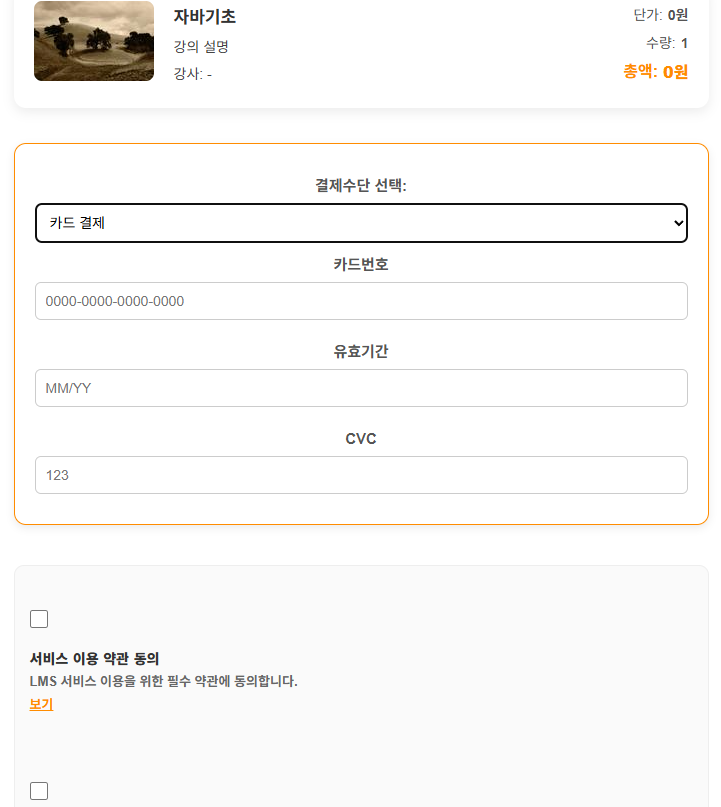 자바기초
강의 설명
강사: -
단가: 0원
수량: 1
총액: 0원
결제수단 선택:
카드 결제
카드번호
0000-0000-0000-0000
유효기간
MM/YY
CVC
123
서비스 이용 약관 동의
LMS 서비스 이용을 위한 필수 약관에 동의합니다.
보기